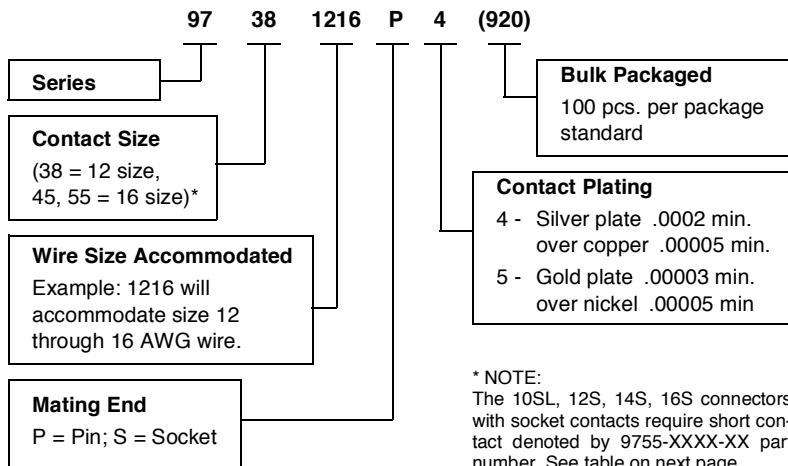 97 38 1216 P 4 (920)
Series
Contact Size
(38 = 12 size,
45, 55 = 16 size)*
Wire Size Accommodated
Example: 1216 will
accommodate size 12
through 16 AWG wire.
Mating End
P = Pin; S = Socket
Bulk Packaged
100 pcs. per package
standard
Contact Plating
4 - Silver plate .0002 min.
over copper .00005 min.
5 - Gold plate .00003 min.
over nickel .00005 min
* NOTE:
The 10SL, 12S, 14S, 16S connectors
with socket contacts require short con-
tact denoted by 9755-XXXX-XX part
number. See table on next page